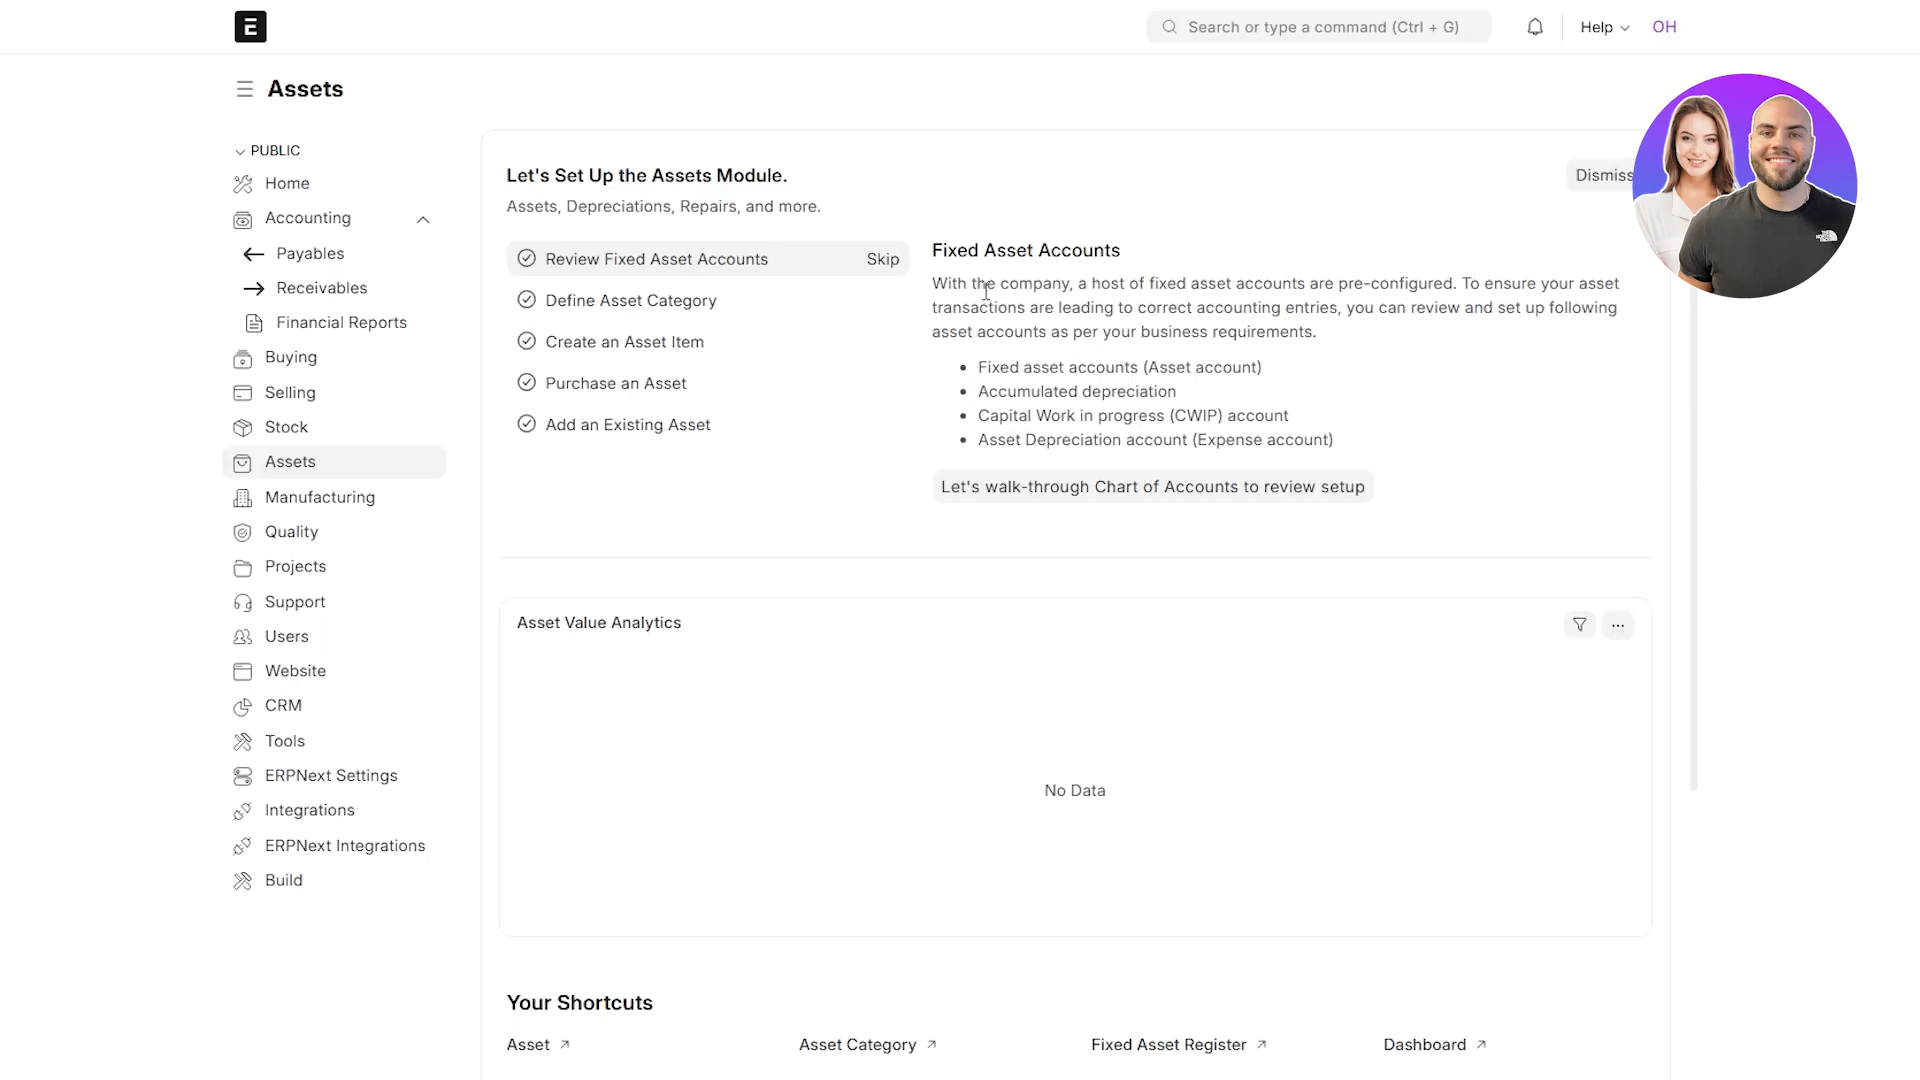 E
Search or type a command (Ctrl + G)
Help
OH
Assets
PUBLIC
Home
Accounting
Payables
Receivables
Financial Reports
Buying
Selling
Stock
Assets
Manufacturing
Quality
Projects
Support
Users
Website
CRM
Tools
ERPNext Settings
Integrations
ERPNext Integrations
Build
Let's Set Up the Assets Module.
Dismiss
Assets, Depreciations, Repairs, and more.
Review Fixed Asset Accounts
Skip
Define Asset Category
Create an Asset Item
Purchase an Asset
Add an Existing Asset
Fixed Asset Accounts
With the company, a host of fixed asset accounts are pre-configured. To ensure your asset
transactions are leading to correct accounting entries, you can review and set up following
asset accounts as per your business requirements.
Fixed asset accounts (Asset account)
Accumulated depreciation
Capital Work in progress (CWIP) account
Asset Depreciation account (Expense account)
Let's walk-through Chart of Accounts to review setup
Asset Value Analytics
No Data
Your Shortcuts
Asset
Asset Category
Fixed Asset Register
Dashboard